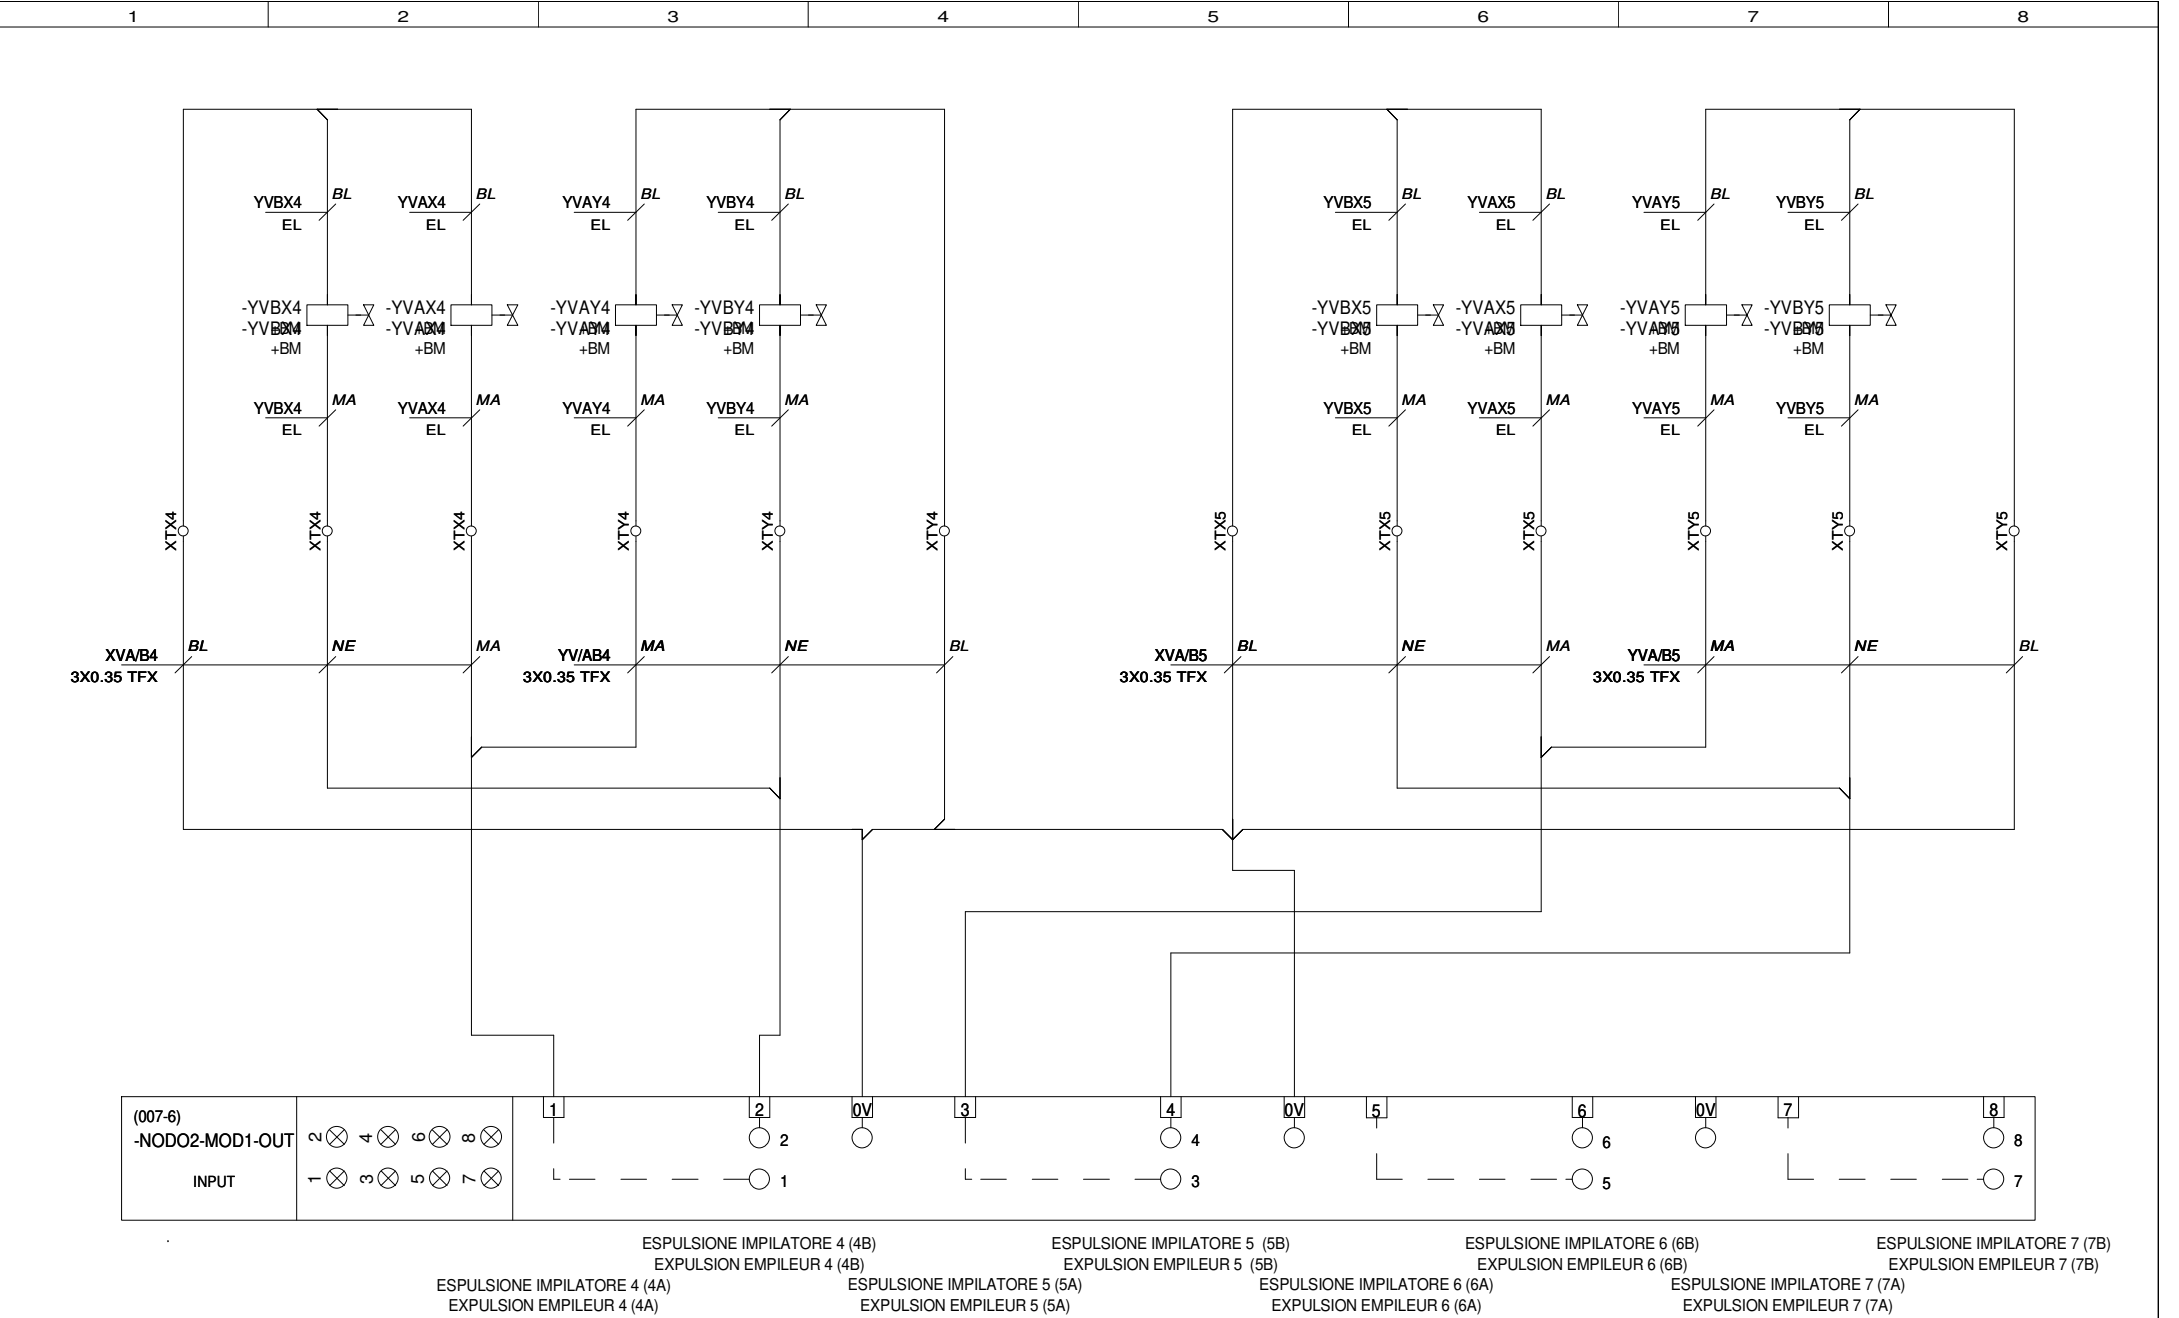 1 2 3 4 5 6 7 8
YVBX4 BL YVAX4 BL YVAY4 BL YVBY4 BL YVBX5 BL YVAX5 BL YVAY5 BL YVBY5 BL
EL EL EL EL EL EL EL EL
-YVBX4 -YVAX4 -YVAY4 -YVBY4 -YVBX5 -YVAX5 -YVAY5 -YVBY5
-YVBX4 -YVAX4 -YVAY4 -YVBY4 -YVBX5 -YVAX5 -YVAY5 -YVBY5
+BM +BM +BM +BM +BM +BM +BM +BM
YVBX4 MA YVAX4 MA YVAY4 MA YVBY4 MA YVBX5 MA YVAX5 MA YVAY5 MA YVBY5 MA
EL EL EL EL EL EL EL EL
XTX4 XTX4 XTX4 XTY4 XTY4 XTY4 XTX5 XTX5 XTX5 XTY5 XTY5 XTY5
XVA/B4 BL NE MA YV/AB4 MA NE BL XVA/B5 BL NE MA YVA/B5 MA NE BL
3X0.35 TFX 3X0.35 TFX 3X0.35 TFX 3X0.35 TFX
1 2 0V 3 4 0V 5 6 0V 7 8
(007-6)
-NODO2-MOD1-OUT 2 4 6 8 2 4 6 8
INPUT 1 3 5 7 1 3 5 7
ESPULSIONE IMPILATORE 4 (4B) ESPULSIONE IMPILATORE 5 (5B) ESPULSIONE IMPILATORE 6 (6B) ESPULSIONE IMPILATORE 7 (7B)
EXPULSION EMPILEUR 4 (4B) EXPULSION EMPILEUR 5 (5B) EXPULSION EMPILEUR 6 (6B) EXPULSION EMPILEUR 7 (7B)
ESPULSIONE IMPILATORE 4 (4A) ESPULSIONE IMPILATORE 5 (5A) ESPULSIONE IMPILATORE 6 (6A) ESPULSIONE IMPILATORE 7 (7A)
EXPULSION EMPILEUR 4 (4A) EXPULSION EMPILEUR 5 (5A) EXPULSION EMPILEUR 6 (6A) EXPULSION EMPILEUR 7 (7A)